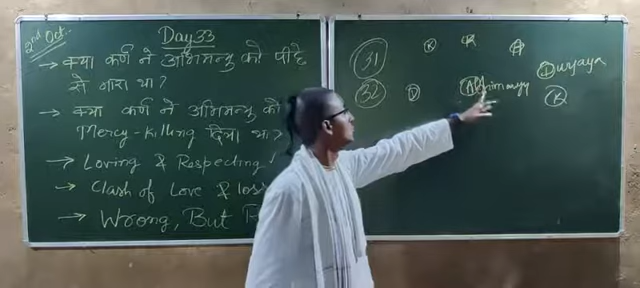 2nd Oct.
Day 33
→ क्या कर्ण ने अभिमन्यु को पीछे
से मारा था?
→ क्या कर्ण ने अभिमन्यु को
Mercy-killing दिया था?
→ Loving & Respecting
→ Clash of Love & loss
→ Wrong, But
31 K K A
Duryaya
32 D Abhimanyu K